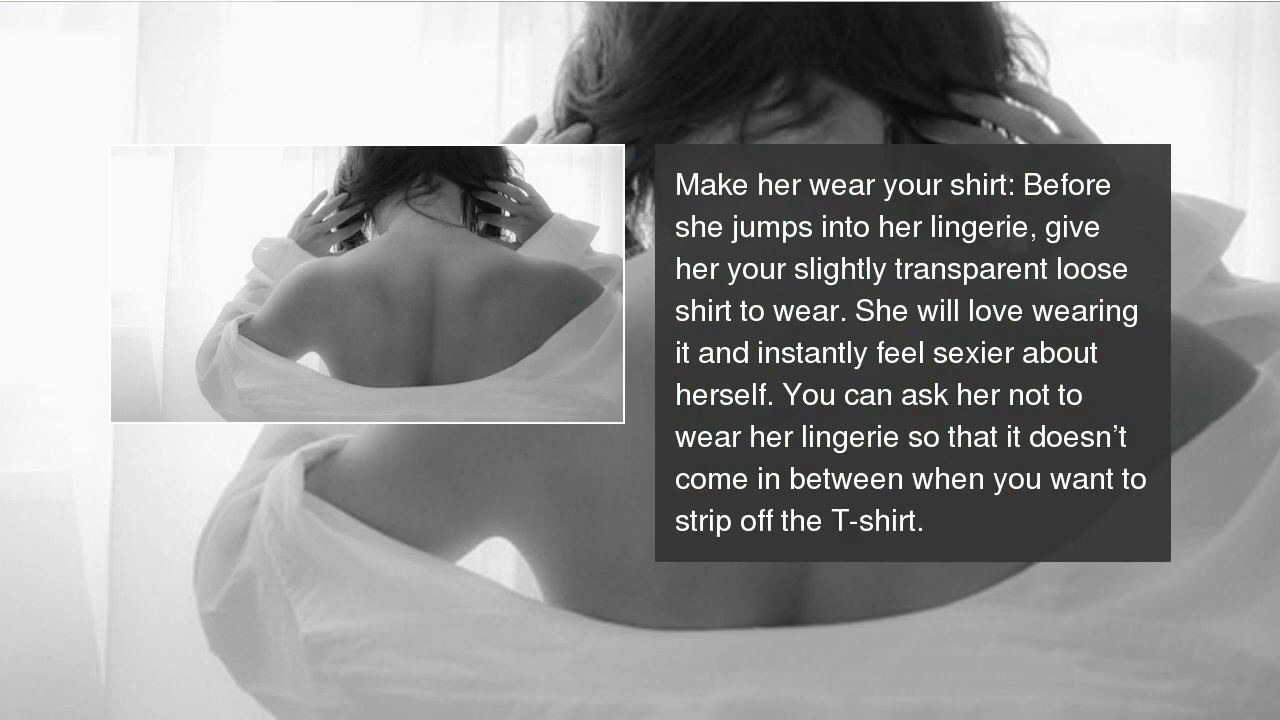 Make her wear your shirt: Before
she jumps into her lingerie, give
her your slightly transparent loose
shirt to wear. She will love wearing
it and instantly feel sexier about
herself. You can ask her not to
wear her lingerie so that it doesn’t
come in between when you want to
strip off the T-shirt.